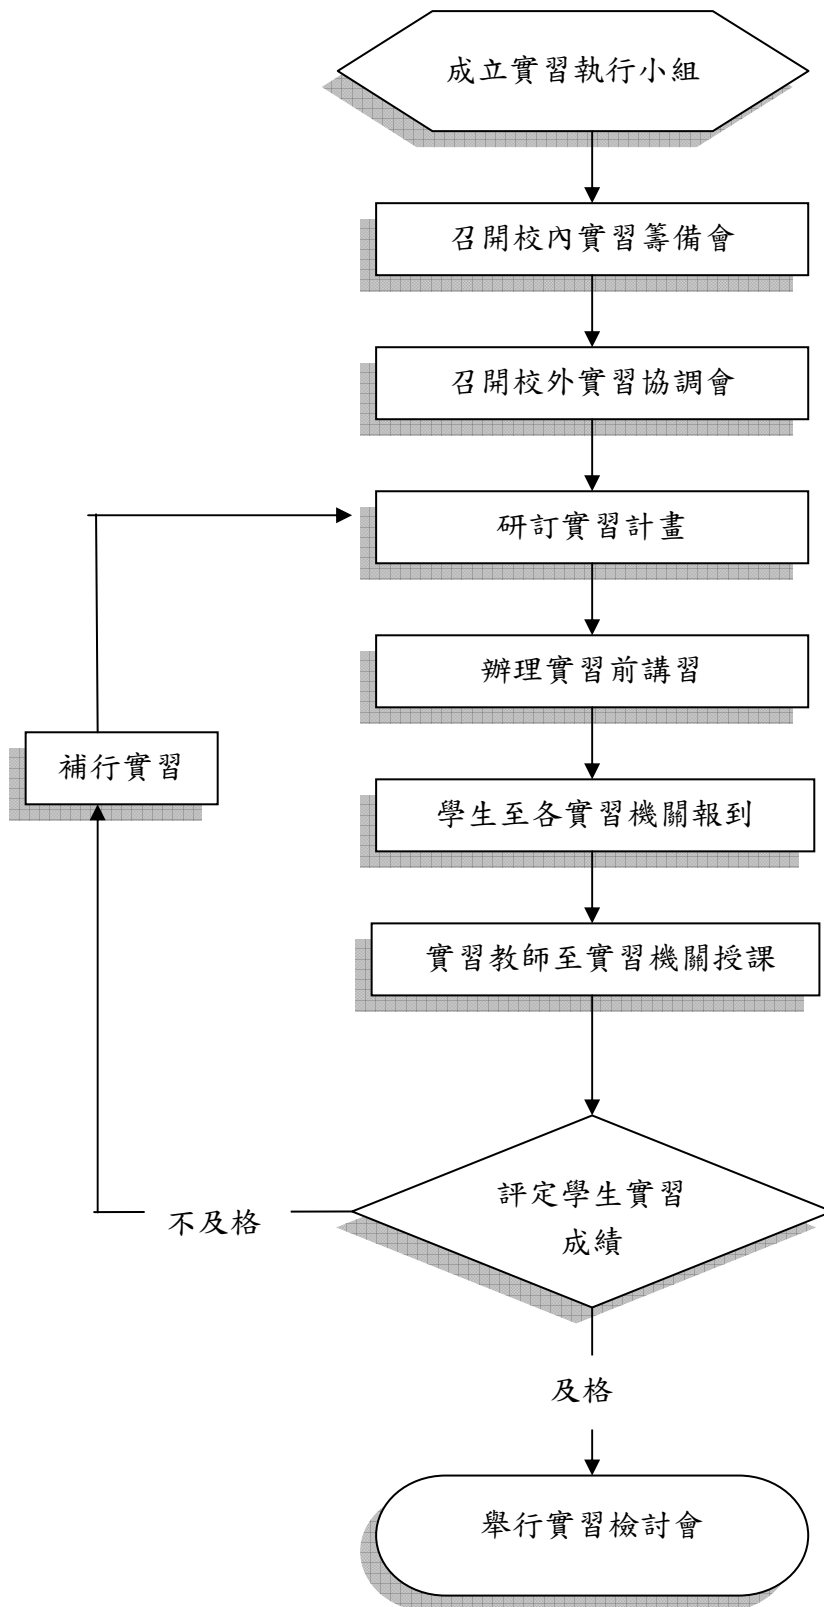 成立實習執行小組
召開校內實習籌備會
召開校外實習協調會
研訂實習計畫
辦理實習前講習
補行實習
學生至各實習機關報到
實習教師至實習機關授課
評定學生實習
成績
不及格
及格
舉行實習檢討會